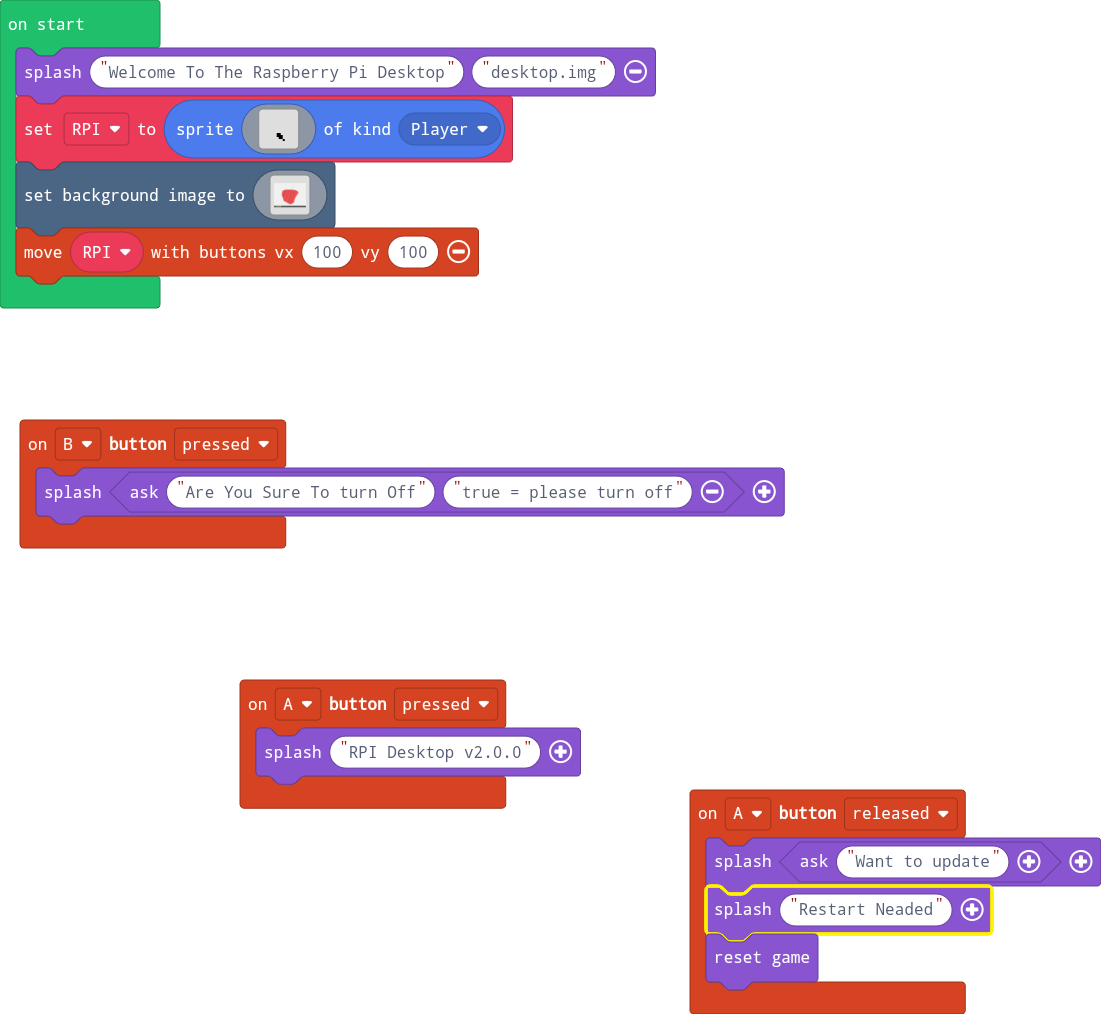 on start
splash "Welcome To The Raspberry Pi Desktop" "desktop.img"
set RPI to sprite of kind Player
set background image to
move RPI with buttons vx 100 vy 100
on B button pressed
splash ask "Are You Sure To turn Off" "true = please turn off"
on A button pressed
splash "RPI Desktop v2.0.0"
on A button released
splash ask "Want to update"
splash "Restart Neaded"
reset game